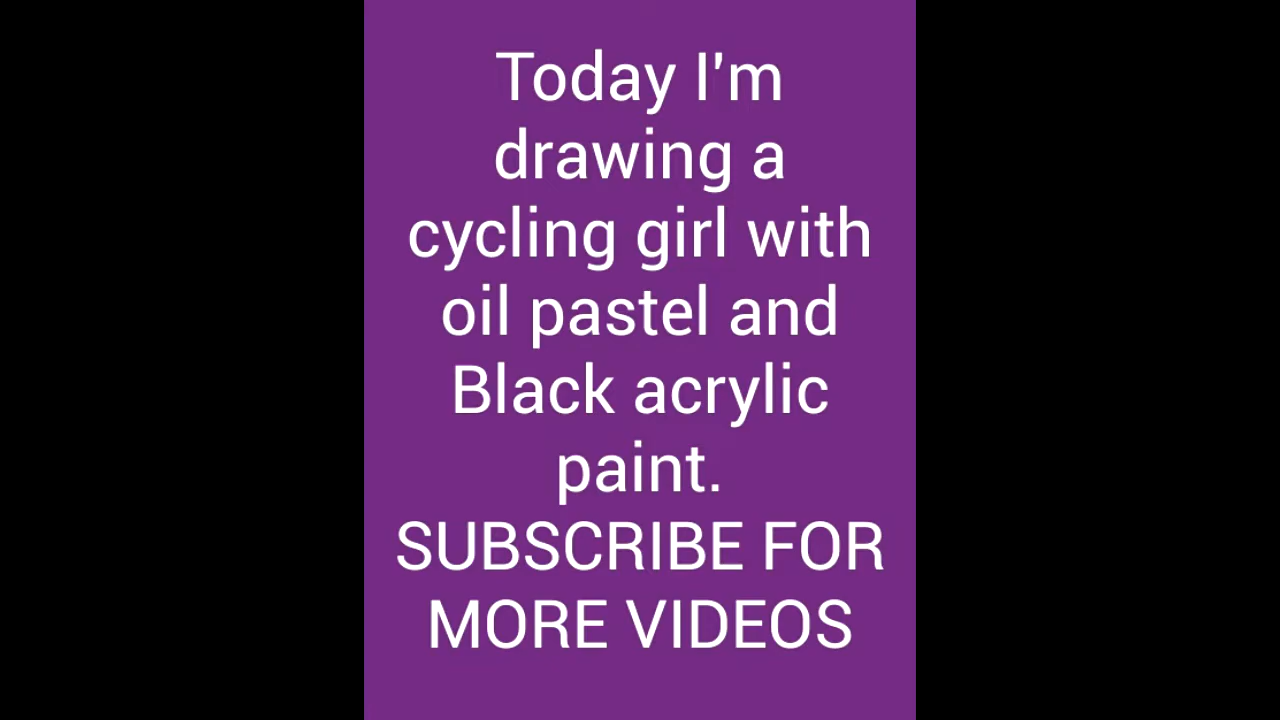 Today I'm
drawing a
cycling girl with
oil pastel and
Black acrylic
paint.
SUBSCRIBE FOR
MORE VIDEOS